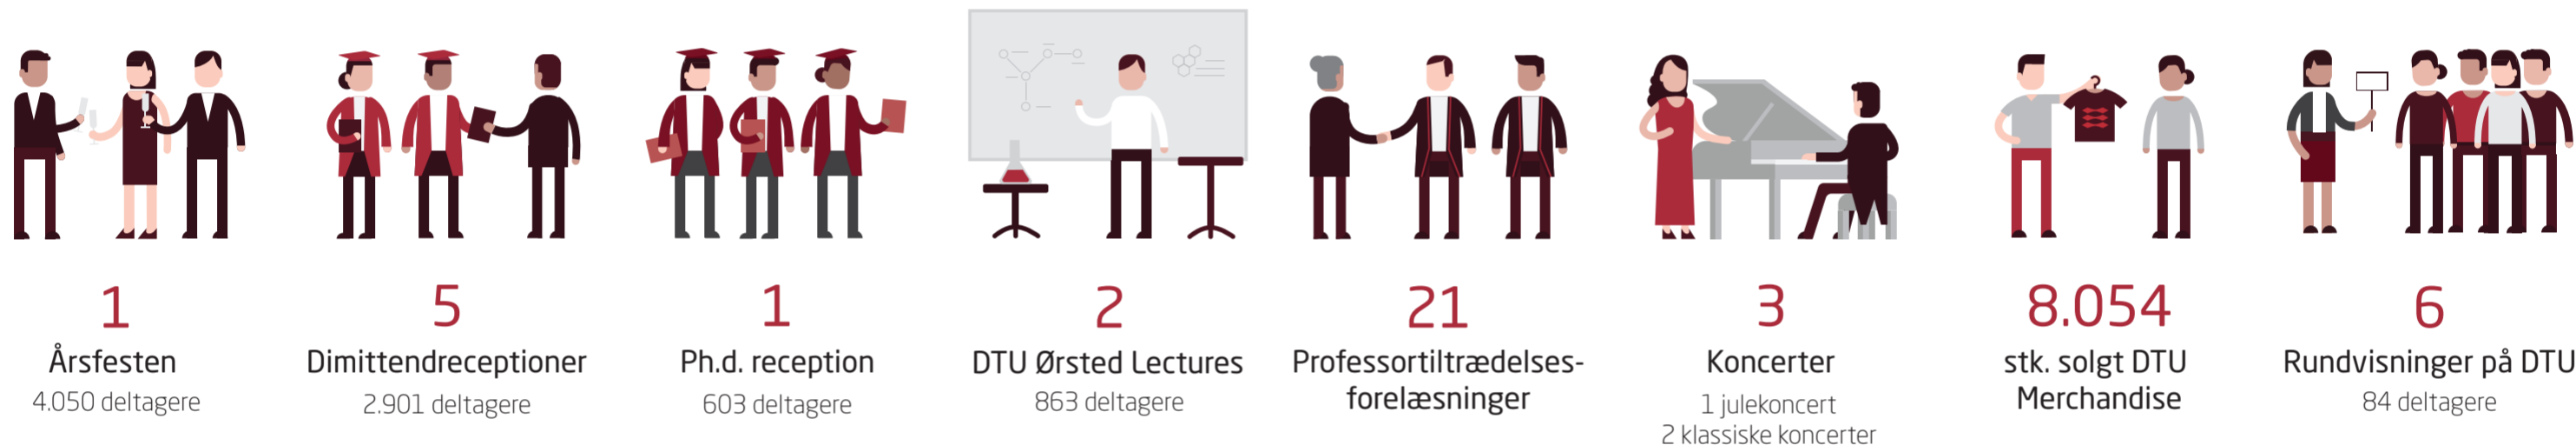 1
Årsfesten
4.050 deltagere
5
Dimittendreceptioner
2.901 deltagere
1
Ph.d. reception
603 deltagere
2
DTU Ørsted Lectures
863 deltagere
21
Professortiltrædelses-
forelæsninger
3
Koncerter
1 julekoncert
2 klassiske koncerter
8.054
stk. solgt DTU
Merchandise
6
Rundvisninger på DTU
84 deltagere